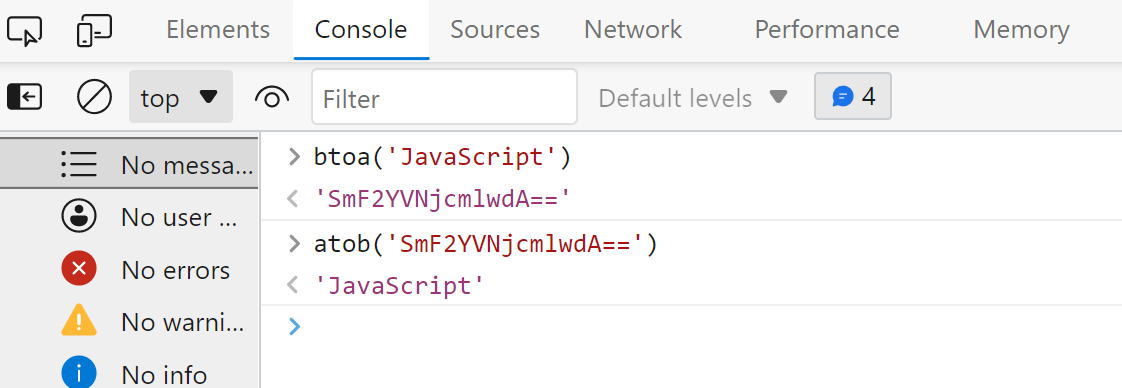 Elements Console Sources Network Performance Memory
top Filter Default levels 4
No messa...
No user ...
No errors
No warni...
No info
> btoa('JavaScript')
< 'SmF2YVNjcmlwdA=='
> atob('SmF2YVNjcmlwdA==')
< 'JavaScript'
>